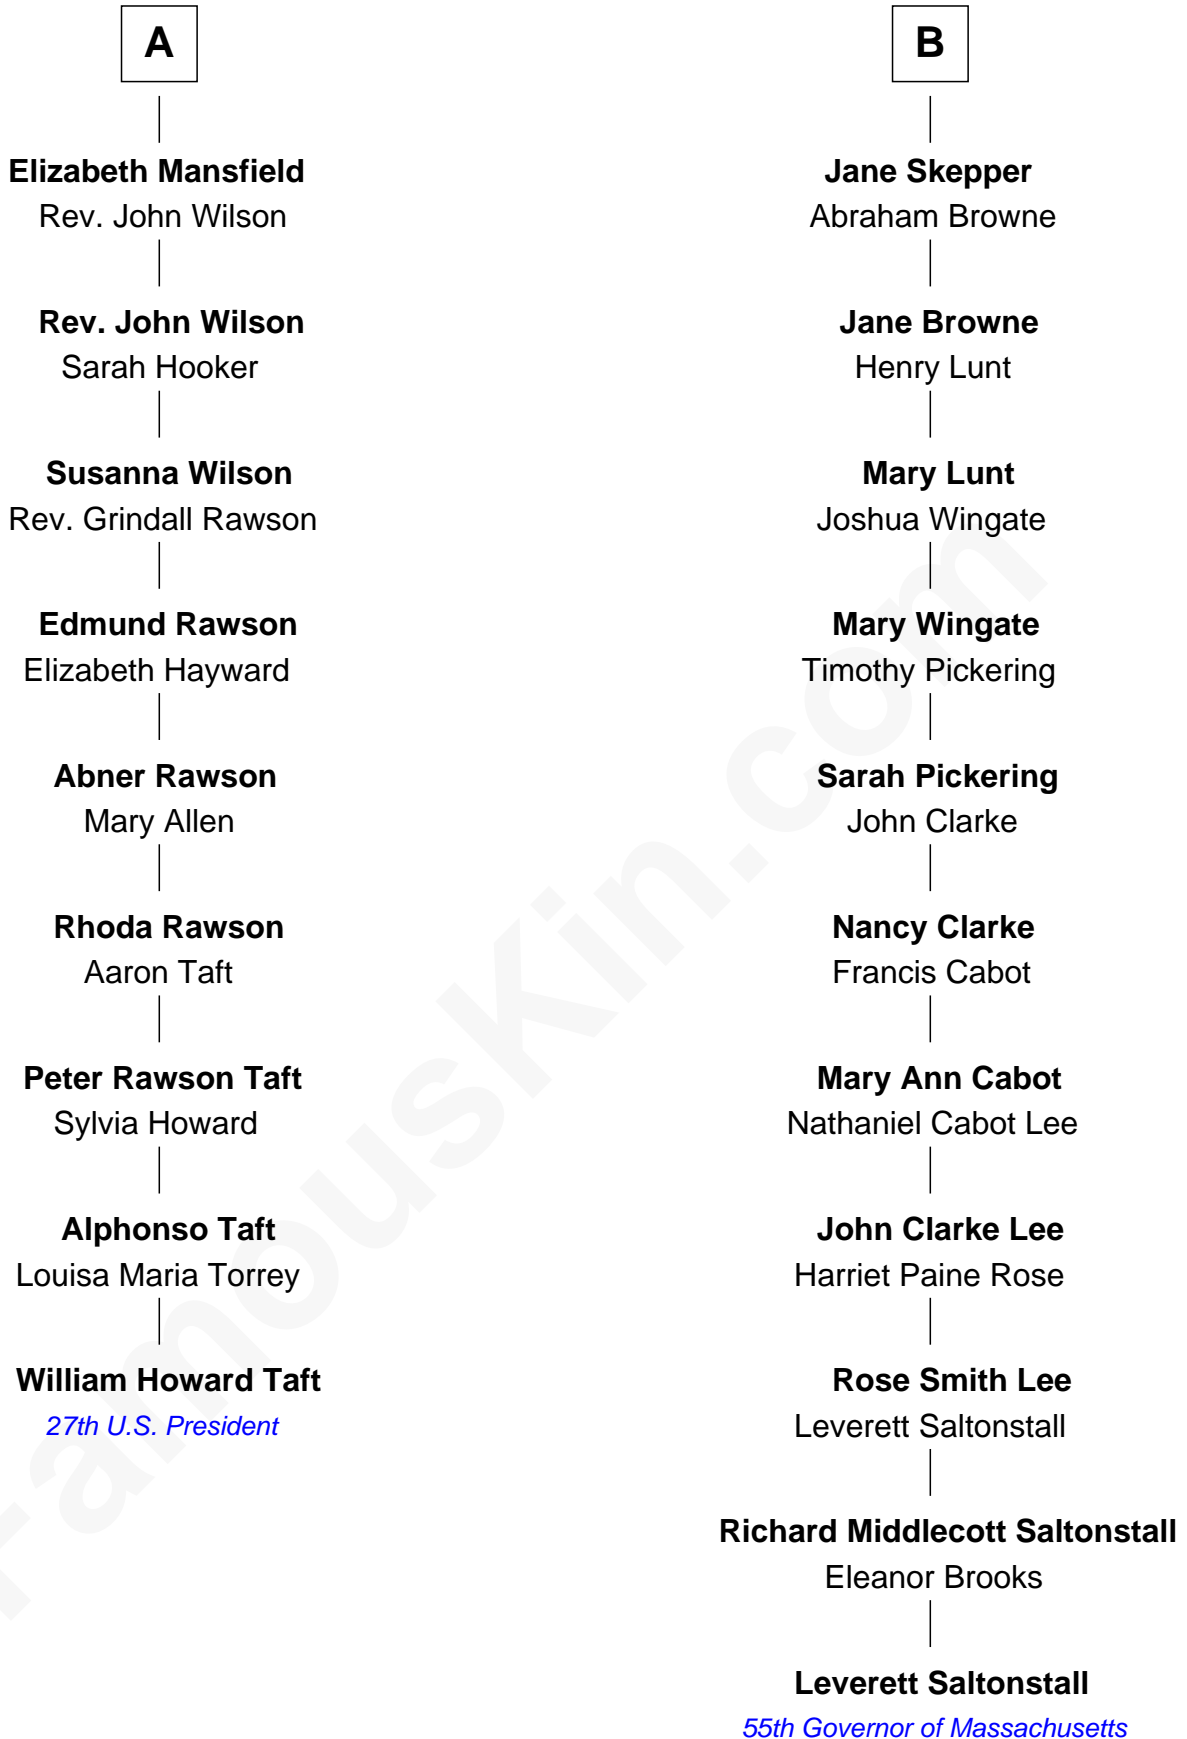 A
Elizabeth Mansfield
Rev. John Wilson
Rev. John Wilson
Sarah Hooker
Susanna Wilson
Rev. Grindall Rawson
Edmund Rawson
Elizabeth Hayward
Abner Rawson
Mary Allen
Rhoda Rawson
Aaron Taft
Peter Rawson Taft
Sylvia Howard
Alphonso Taft
Louisa Maria Torrey
William Howard Taft
27th U.S. President
B
Jane Skepper
Abraham Browne
Jane Browne
Henry Lunt
Mary Lunt
Joshua Wingate
Mary Wingate
Timothy Pickering
Sarah Pickering
John Clarke
Nancy Clarke
Francis Cabot
Mary Ann Cabot
Nathaniel Cabot Lee
John Clarke Lee
Harriet Paine Rose
Rose Smith Lee
Leverett Saltonstall
Richard Middlecott Saltonstall
Eleanor Brooks
Leverett Saltonstall
55th Governor of Massachusetts
FamousKin.com